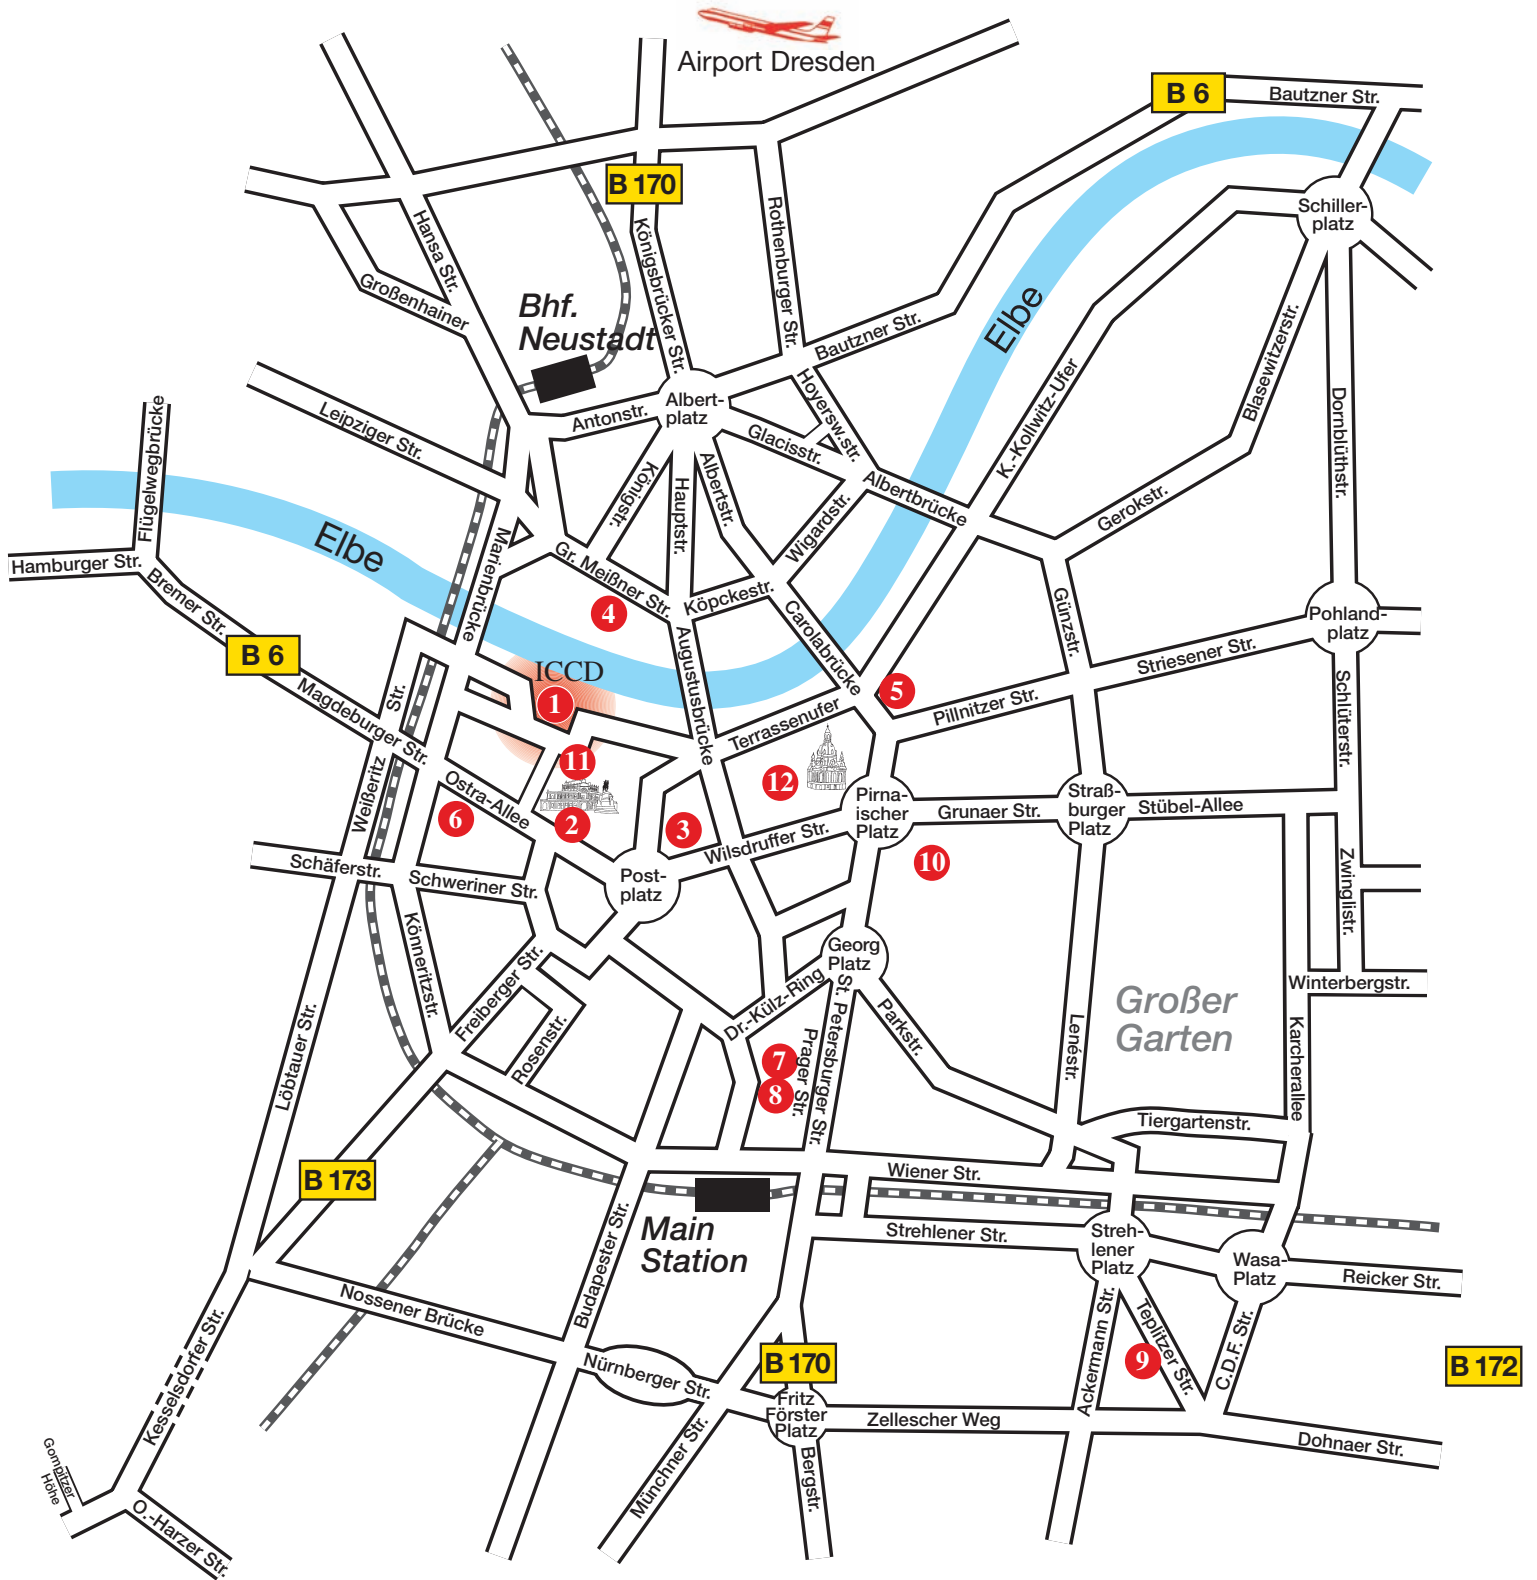 Airport Dresden
B 6
Bautzner Str.
B 170
Schiller-
platz
Hansa Str.
Großenhainer
Königsbrücker Str.
Rothenburger Str.
Bhf.
Neustadt
Bautzner Str.
Elbe
Blasewitzerstr.
Dornblüthstr.
K.-Kollwitz-Ufer
Hoyersw.str.
Albert-
platz
Antonstr.
Leipziger Str.
Flügelwegbrücke
Glacisstr.
Königstr.
Hauptstr.
Albertstr.
Wigardstr.
Albertbrücke
Gerokstr.
Elbe
Marienbrücke
Hamburger Str.
Bremer Str.
Gr. Meißner Str.
Köpckestr.
4
Carolabrücke
Günzstr.
Pohland-
platz
Striesener Str.
B 6
Augustusbrücke
ICCD
1
5
Pillnitzer Str.
Schlüterstr.
Magdeburger Str.
Weißeritz
Str.
Terrassenufer
11
12
Ostra-Allee
6
2
3
Wilsdruffer Str.
Pirna-
ischer
Platz
Grunaer Str.
Straß-
burger
Platz
Stübel-Allee
10
Schäferstr.
Schweriner Str.
Post-
platz
Zwinglistr.
Könneritzstr.
Freiberger Str.
Georg
Platz
Winterbergstr.
Dr.-Külz-Ring
St. Petersburger Str.
Parkstr.
Großer
Garten
Lenéstr.
Karcherallee
Löbtauer Str.
Rosenstr.
7
8
Prager Str.
Tiergartenstr.
B 173
Wiener Str.
Main
Station
Strehlener Str.
Streh-
lener
Platz
Wasa-
Platz
Reicker Str.
Budapester Str.
Nossener Brücke
Kesselsdorfer Str.
Nürnberger Str.
B 170
Ackermann Str.
Teplitzer Str.
9
C.D.F. Str.
B 172
Fritz
Förster
Platz
Zellescher Weg
Dohnaer Str.
Münchner Str.
Bergstr.
Gompitzer
Höhe
O.-Harzer Str.